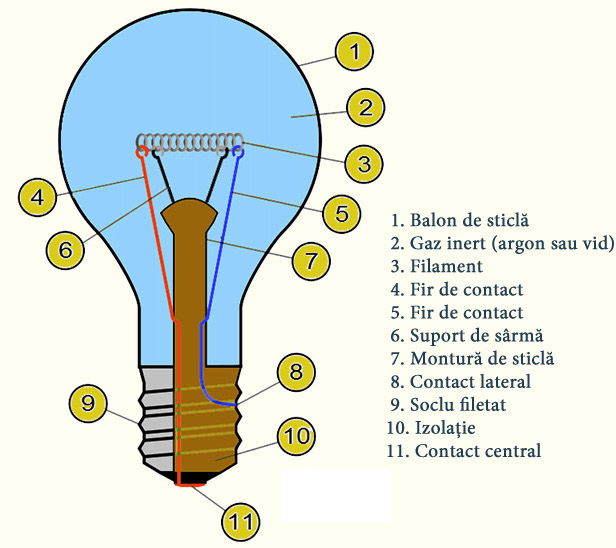 1
2
3
4
5
6
7
8
9
10
11
1. Balon de sticlă
2. Gaz inert (argon sau vid)
3. Filament
4. Fir de contact
5. Fir de contact
6. Suport de sârmă
7. Montură de sticlă
8. Contact lateral
9. Soclu filetat
10. Izolație
11. Contact central